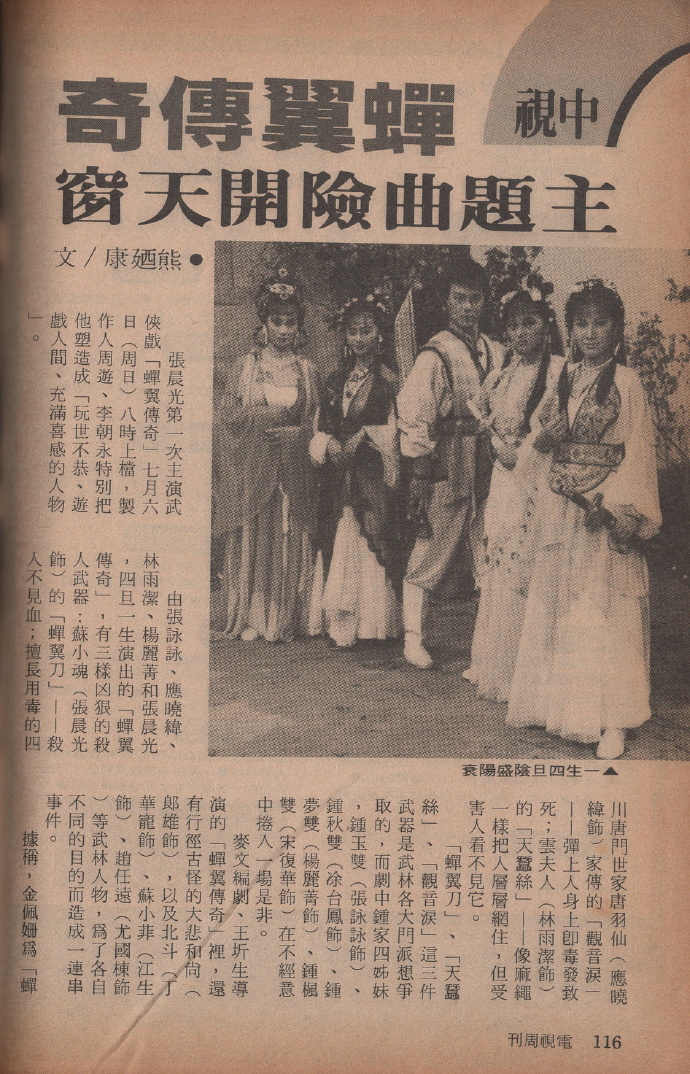 中視
蟬翼傳奇
主題曲險開天窗
●熊廼康/文
張晨光第一次主演武
俠戲「蟬翼傳奇」七月六
日(周日)八時上檔,製
作人周遊、李朝永特別把
他塑造成「玩世不恭、遊
戲人間、充滿喜感的人物
」。
由張詠詠、應曉緯、
林雨潔、楊麗菁和張晨光
,四旦一生演出的「蟬翼
傳奇」,有三樣凶狠的殺
人武器:蘇小魂(張晨光
飾)的「蟬翼刀」——殺
人不見血;擅長用毒的四
▲一生四旦陰盛陽衰
川唐門世家唐羽仙(應曉
緯飾)家傳的「觀音淚」
——彈上人身上卽毒發致
死;雲夫人(林雨潔飾)
的「天蠶絲」——像麻繩
一樣把人層層網住,但受
害人看不見它。
「蟬翼刀」、「天蠶
絲」、「觀音淚」這三件
武器是武林各大門派想爭
取的,而劇中鍾家四姊妹
,鍾玉雙(張詠詠飾)、
鍾秋雙(凃台鳳飾)、鍾
夢雙(楊麗菁飾)、鍾楓
雙(宋復華飾)在不經意
中捲入一場是非。
麥文編劇、王圻生導
演的「蟬翼傳奇」裡,還
有行徑古怪的大悲和尙(
郞雄飾),以及北斗(丁
華寵飾)、蘇小菲(江生
飾)、趙任遠(尤國棟飾
)等武林人物,爲了各自
不同的目的而造成一連串
事件。
據稱,金佩姍爲「蟬
電視周刊 116